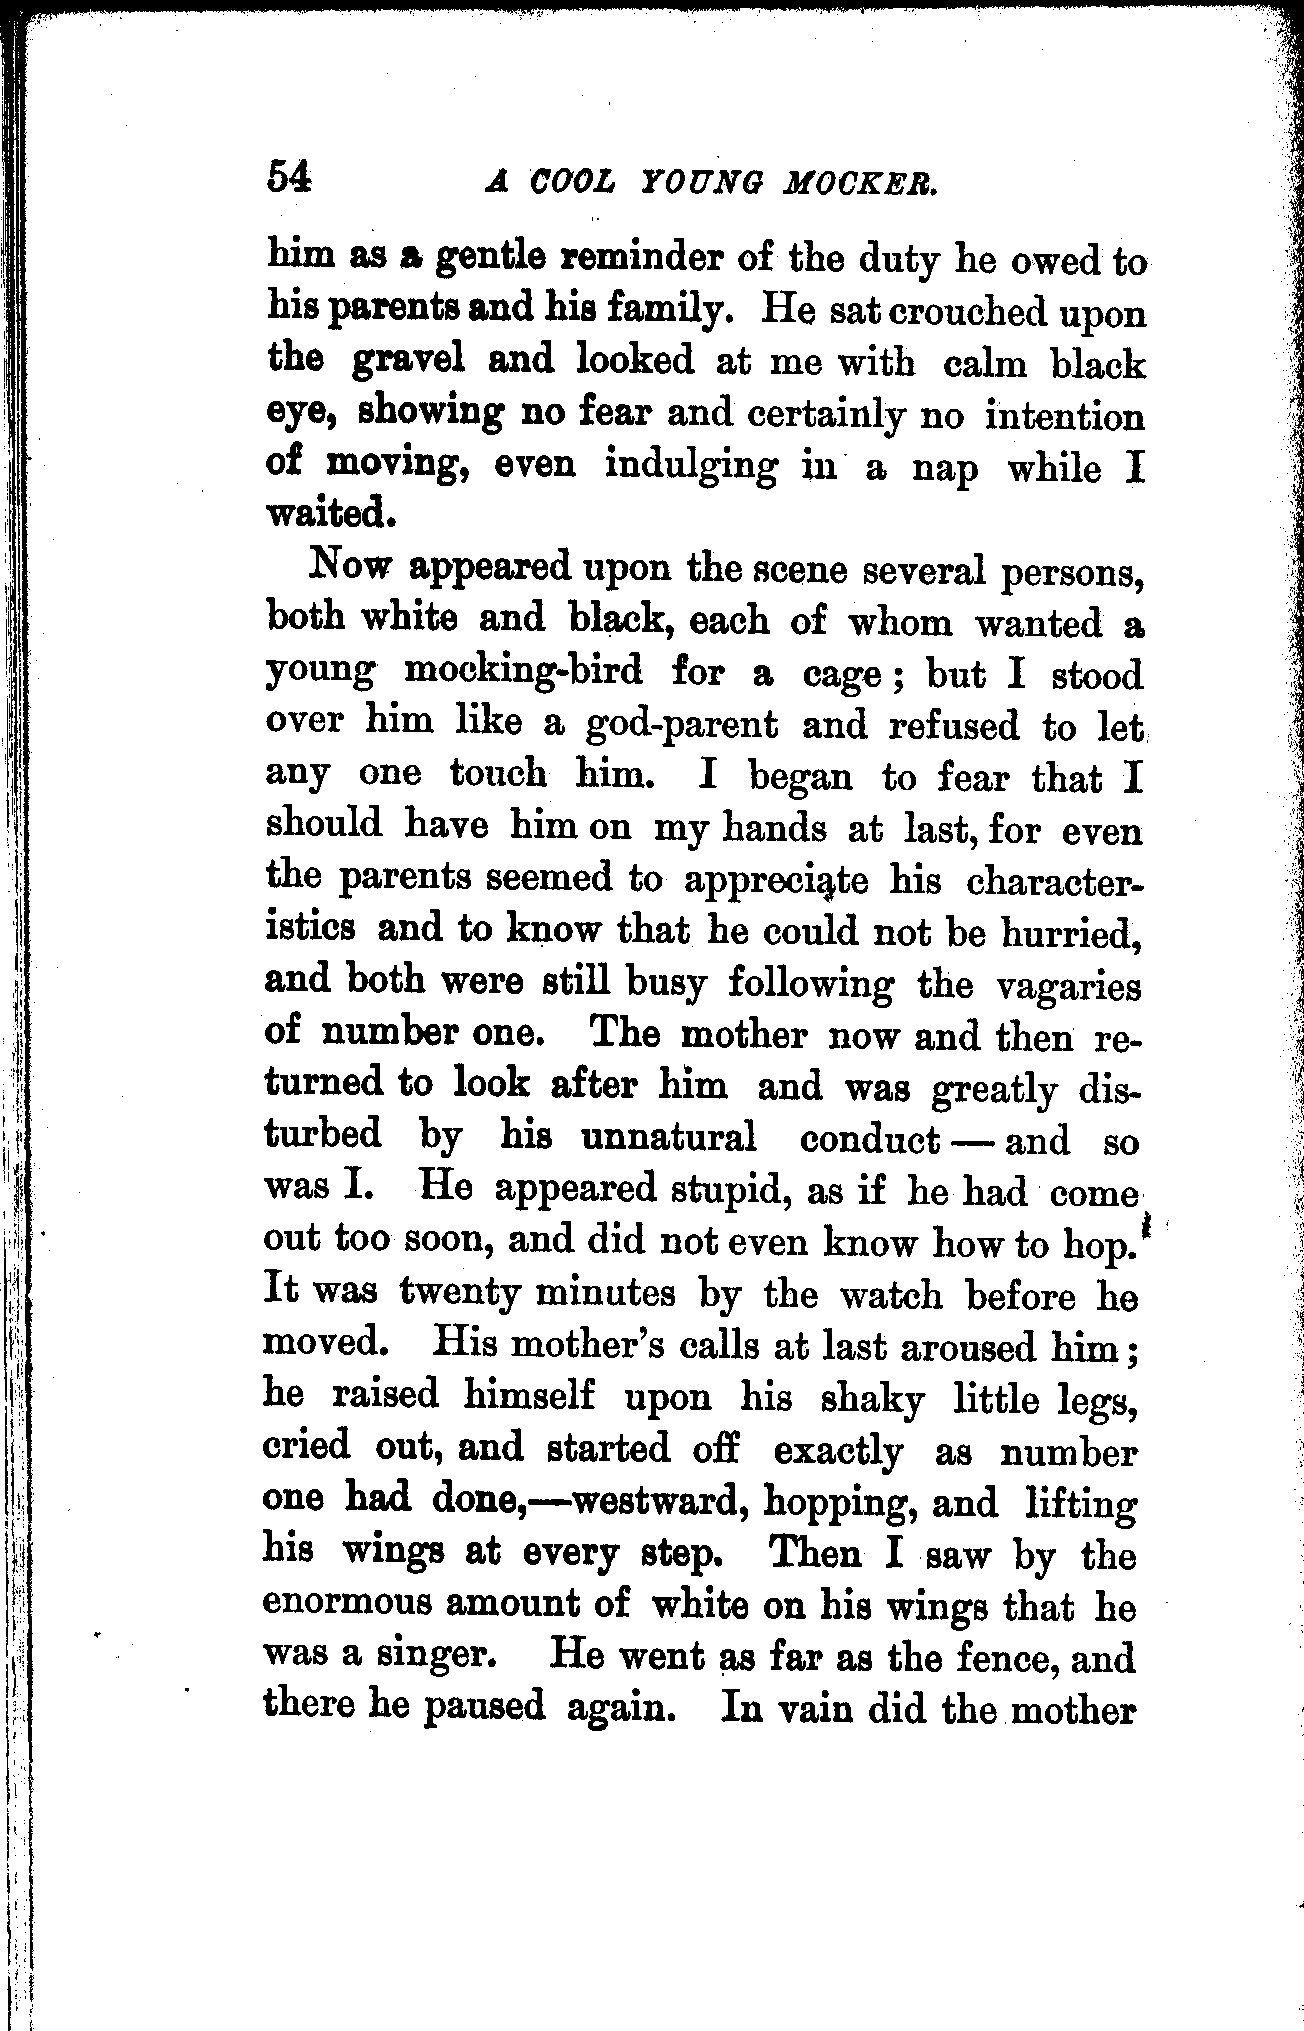 54 A COOL YOUNG MOCKER.
him as a gentle reminder of the duty he owed to
his parents and his family. He sat crouched upon
the gravel and looked at me with calm black
eye, showing no fear and certainly no intention
of moving, even indulging in a nap while I
waited.
Now appeared upon the scene several persons,
both white and black, each of whom wanted a
young mocking-bird for a cage; but I stood
over him like a god-parent and refused to let
any one touch him. I began to fear that I
should have him on my hands at last, for even
the parents seemed to appreciate his character-
istics and to know that he could not be hurried,
and both were still busy following the vagaries
of number one. The mother now and then re-
turned to look after him and was greatly dis-
turbed by his unnatural conduct — and so
was I. He appeared stupid, as if he had come
out too soon, and did not even know how to hop.
It was twenty minutes by the watch before he
moved. His mother's calls at last aroused him;
he raised himself upon his shaky little legs,
cried out, and started off exactly as number
one had done,—westward, hopping, and lifting
his wings at every step. Then I saw by the
enormous amount of white on his wings that he
was a singer. He went as far as the fence, and
there he paused again. In vain did the mother